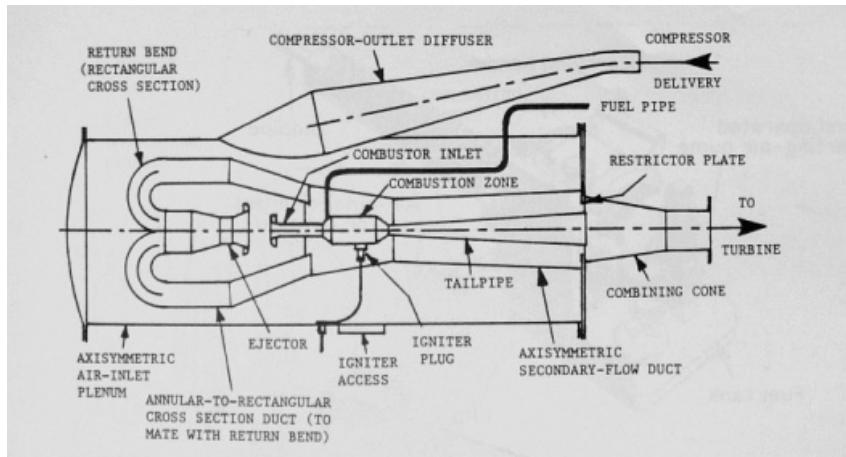 RETURN BEND
(RECTANGULAR
CROSS SECTION)
COMPRESSOR-OUTLET DIFFUSER
COMPRESSOR
DELIVERY
FUEL PIPE
COMBUSTOR INLET
COMBUSTION ZONE
RESTRICTOR PLATE
TO
TURBINE
TAILPIPE
COMBINING CONE
EJECTOR
IGNITER
PLUG
AXISYMMETRIC
AIR-INLET
PLENUM
IGNITER
ACCESS
AXISYMMETRIC
SECONDARY-FLOW DUCT
ANNULAR-TO-RECTANGULAR
CROSS SECTION DUCT (TO
MATE WITH RETURN BEND)